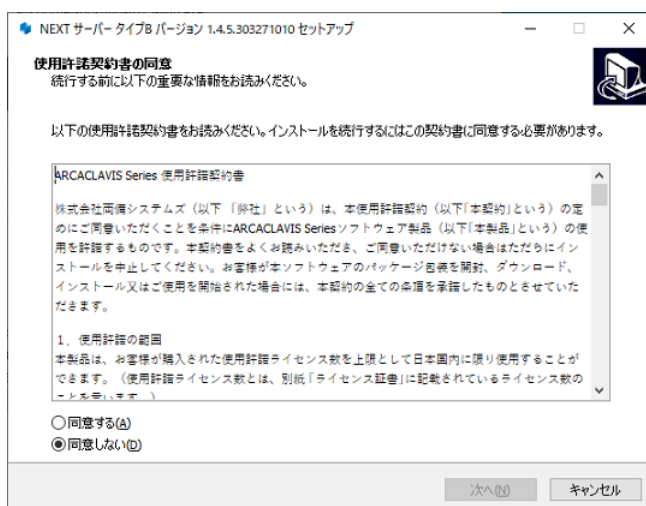 NEXT サーバー タイプB バージョン 1.4.5.303271010 セットアップ
使用許諾契約書の同意
続行する前に以下の重要な情報をお読みください。
以下の使用許諾契約書をお読みください。インストールを続行するにはこの契約書に同意する必要があります。
ARCACLAVIS Series 使用許諾契約書
株式会社両備システムズ（以下 「弊社」 という）は、本使用許諾契約（以下「本契約」という）の定
めにご同意いただくことを条件にARCACLAVIS Seriesソフトウェア製品（以下「本製品」という）の使
用を許諾するものです。本契約書をよくお読みいただき、ご同意いただけない場合はただちにイン
ストールを中止してください。お客様が本ソフトウェアのパッケージ包装を開封、ダウンロード、
インストール又はご使用を開始された場合には、本契約の全ての条項を承諾したものとさせていた
だきます。
１．使用許諾の範囲
本製品は、お客様が購入された使用許諾ライセンス数を上限として日本国内に限り使用することが
できます。（使用許諾ライセンス数とは、別紙「ライセンス証書」に記載されているライセンス数の
ことを言います。）
同意する(A)
同意しない(D)
次へ(N)
キャンセル